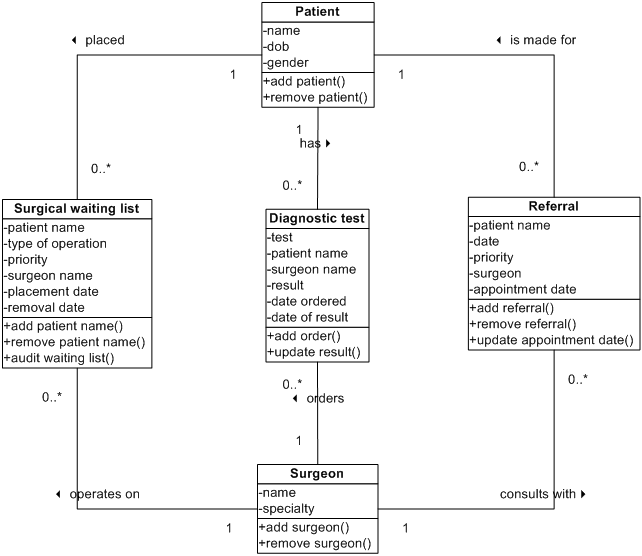 Patient
-name
-dob
-gender
+add patient()
+remove patient()
placed
is made for
1
1
1
has
0..*
0..*
0..*
Surgical waiting list
-patient name
-type of operation
-priority
-surgeon name
-placement date
-removal date
+add patient name()
+remove patient name()
+audit waiting list()
Diagnostic test
-test
-patient name
-surgeon name
-result
-date ordered
-date of result
+add order()
+update result()
Referral
-patient name
-date
-priority
-surgeon
-appointment date
+add referral()
+remove referral()
+update appointment date()
0..*
0..*
0..*
orders
1
operates on
consults with
1
1
Surgeon
-name
-specialty
+add surgeon()
+remove surgeon()